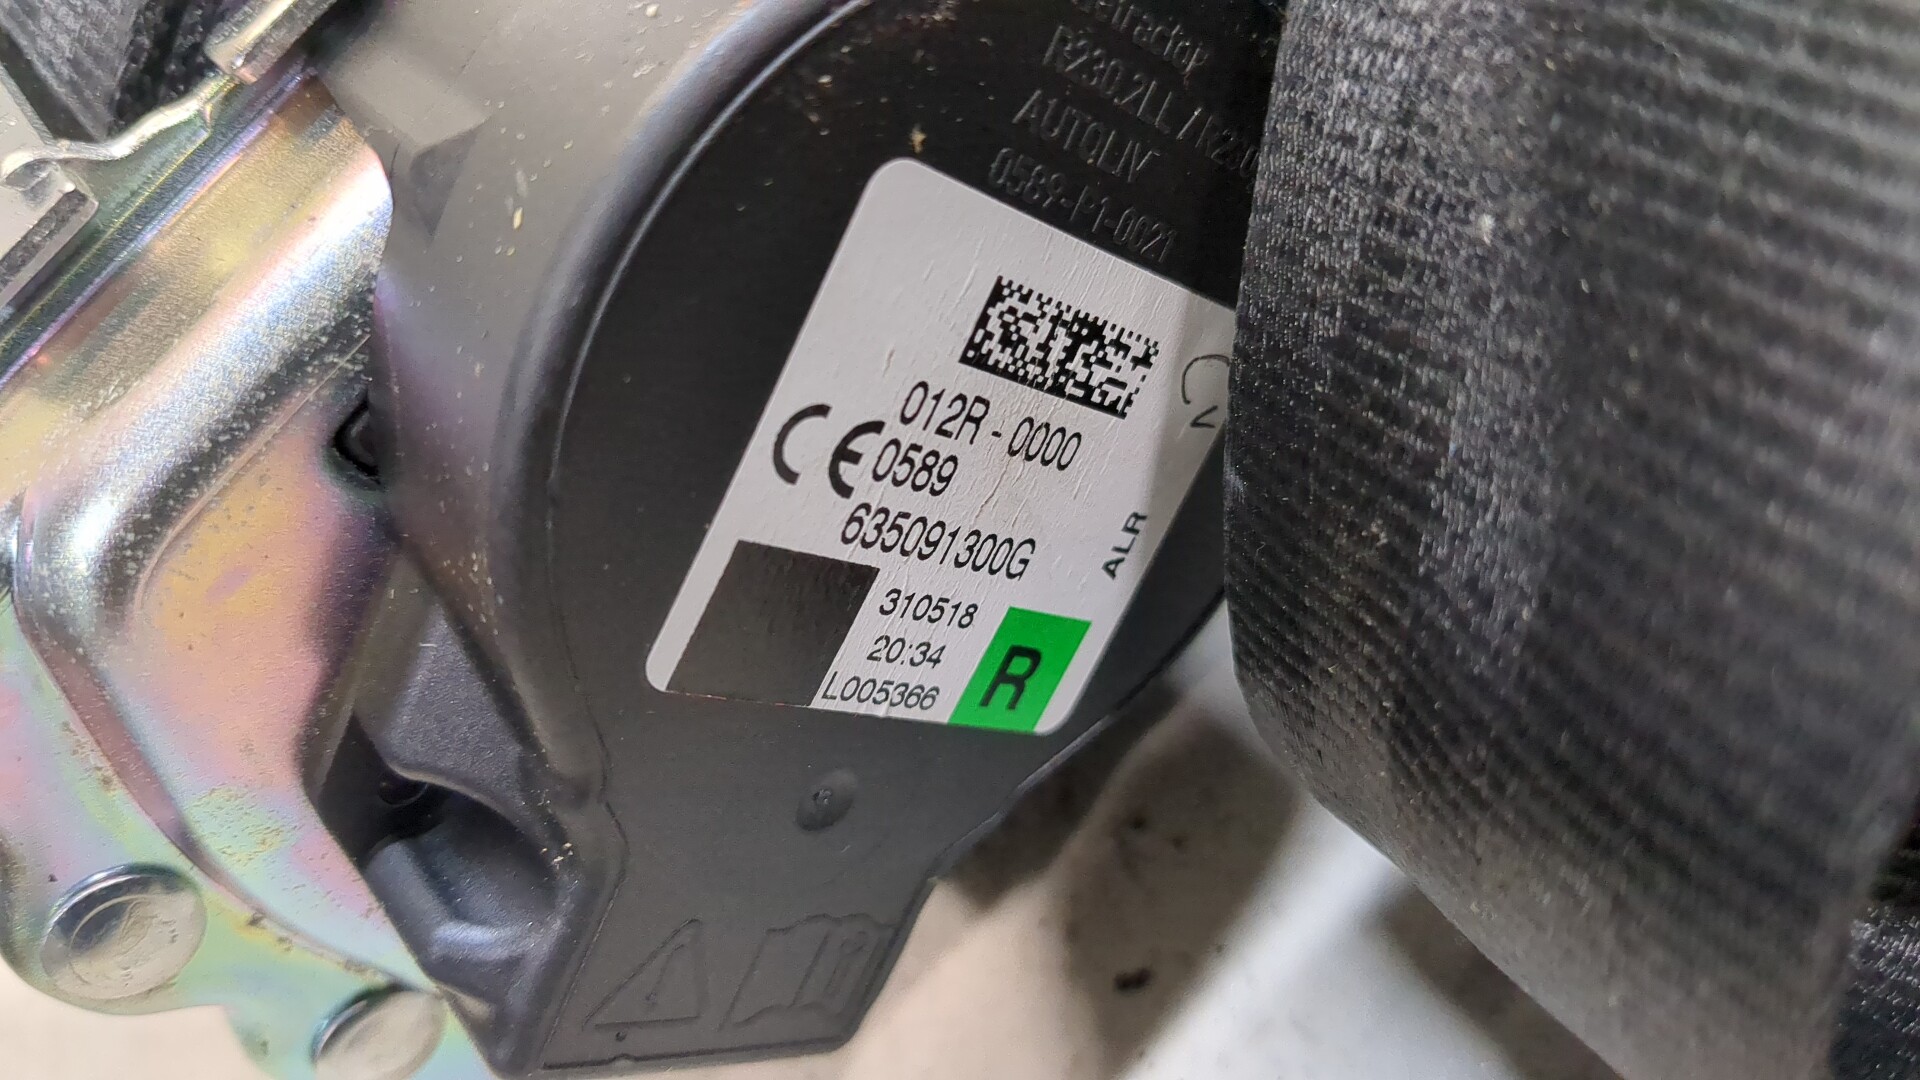 R230.2LL /R230
AUTOLIV
0589-P1-0021
012R - 0000
CE 0589
635091300G
ALR
310518
20:34
L005366
R